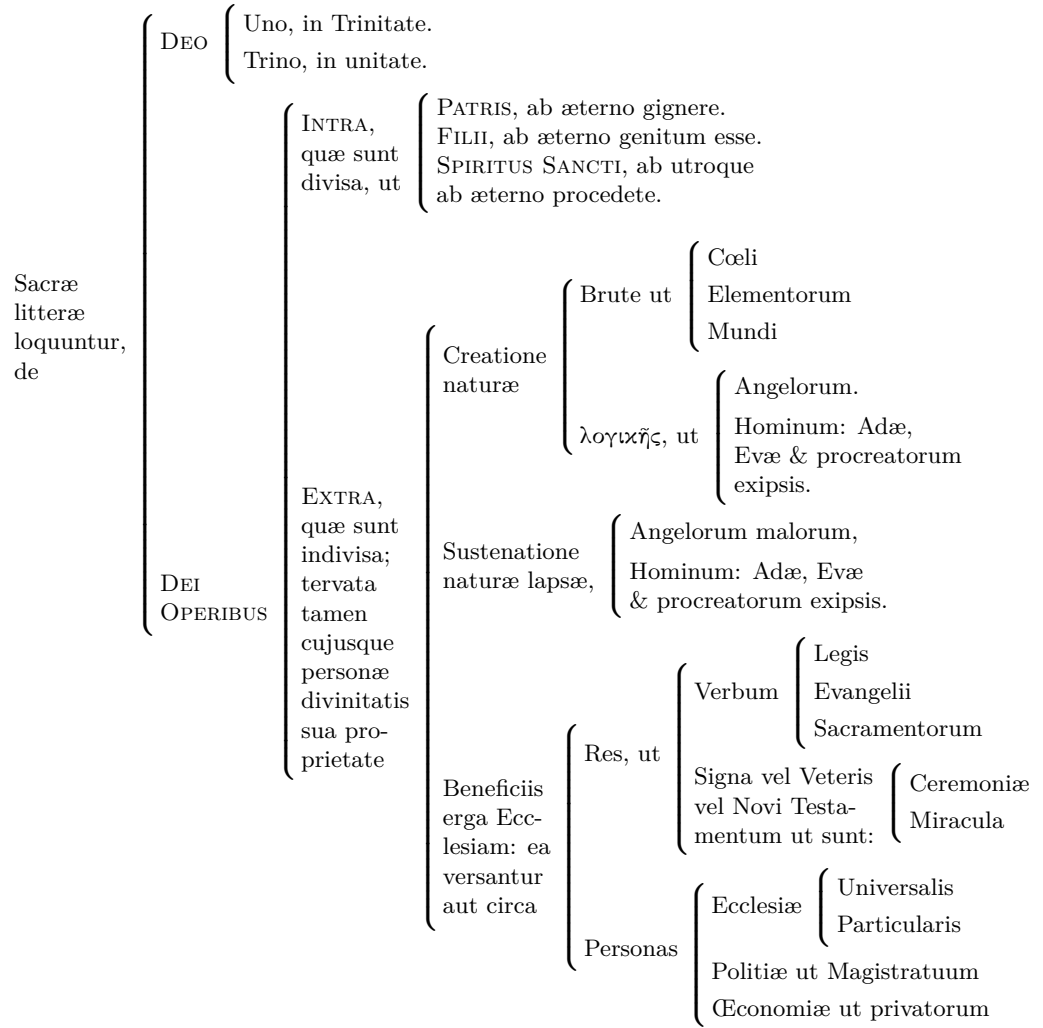 Sacræ
litteræ
loquuntur,
de
DEO
Uno, in Trinitate.
Trino, in unitate.
DEI
OPERIBUS
INTRA,
quæ sunt
divisa, ut
PATRIS, ab æterno gignere.
FILII, ab æterno genitum esse.
SPIRITUS SANCTI, ab utroque
ab æterno procedete.
EXTRA,
quæ sunt
indivisa;
tervata
tamen
cujusque
personæ
divinitatis
sua pro-
prietate
Creatione
naturæ
Brute ut
Cœli
Elementorum
Mundi
λογικῆς, ut
Angelorum.
Hominum: Adæ,
Evæ & procreatorum
exipsis.
Sustenatione
naturæ lapsæ,
Angelorum malorum,
Hominum: Adæ, Evæ
& procreatorum exipsis.
Beneficiis
erga Ecc-
lesiam: ea
versantur
aut circa
Res, ut
Verbum
Legis
Evangelii
Sacramentorum
Signa vel Veteris
vel Novi Testa-
mentum ut sunt:
Ceremoniæ
Miracula
Personas
Ecclesiæ
Universalis
Particularis
Politiæ ut Magistratuum
Œconomiæ ut privatorum